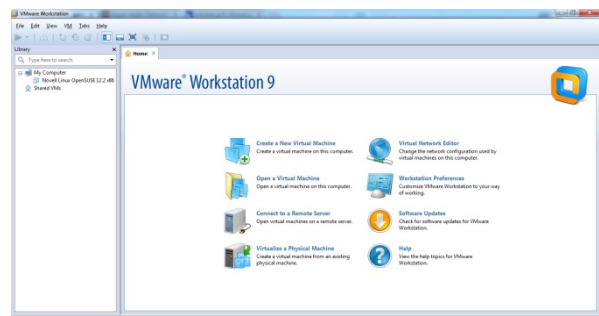 VMware Workstation
File Edit View VM Tabs Help
Library
Type here to search
Home
My Computer
Novell Linux OpenSUSE 12.2 x86
Shared VMs
VMware® Workstation 9
Create a New Virtual Machine
Create a virtual machine on this computer.
Virtual Network Editor
Change the network configuration used by
virtual machines on this computer.
Open a Virtual Machine
Open a virtual machine on this computer.
Workstation Preferences
Customize VMware Workstation to your way
of working.
Connect to a Remote Server
Open virtual machines on a remote server.
Software Updates
Check for software updates for VMware
Workstation.
Virtualize a Physical Machine
Create a virtual machine from an existing
physical machine.
Help
View the help topics for VMware
Workstation.